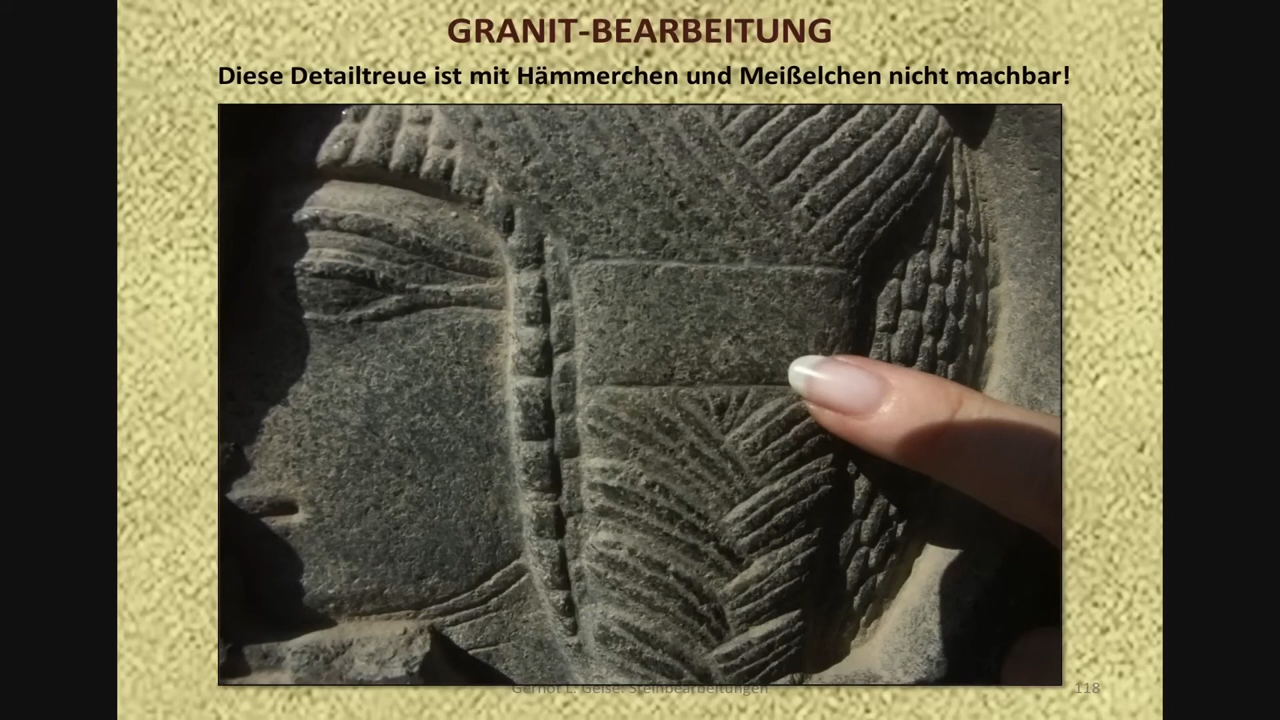 GRANIT-BEARBEITUNG
Diese Detailtreue ist mit Hämmerchen und Meißelchen nicht machbar!
Gernot L. Geise: Steinbearbeitungen
118